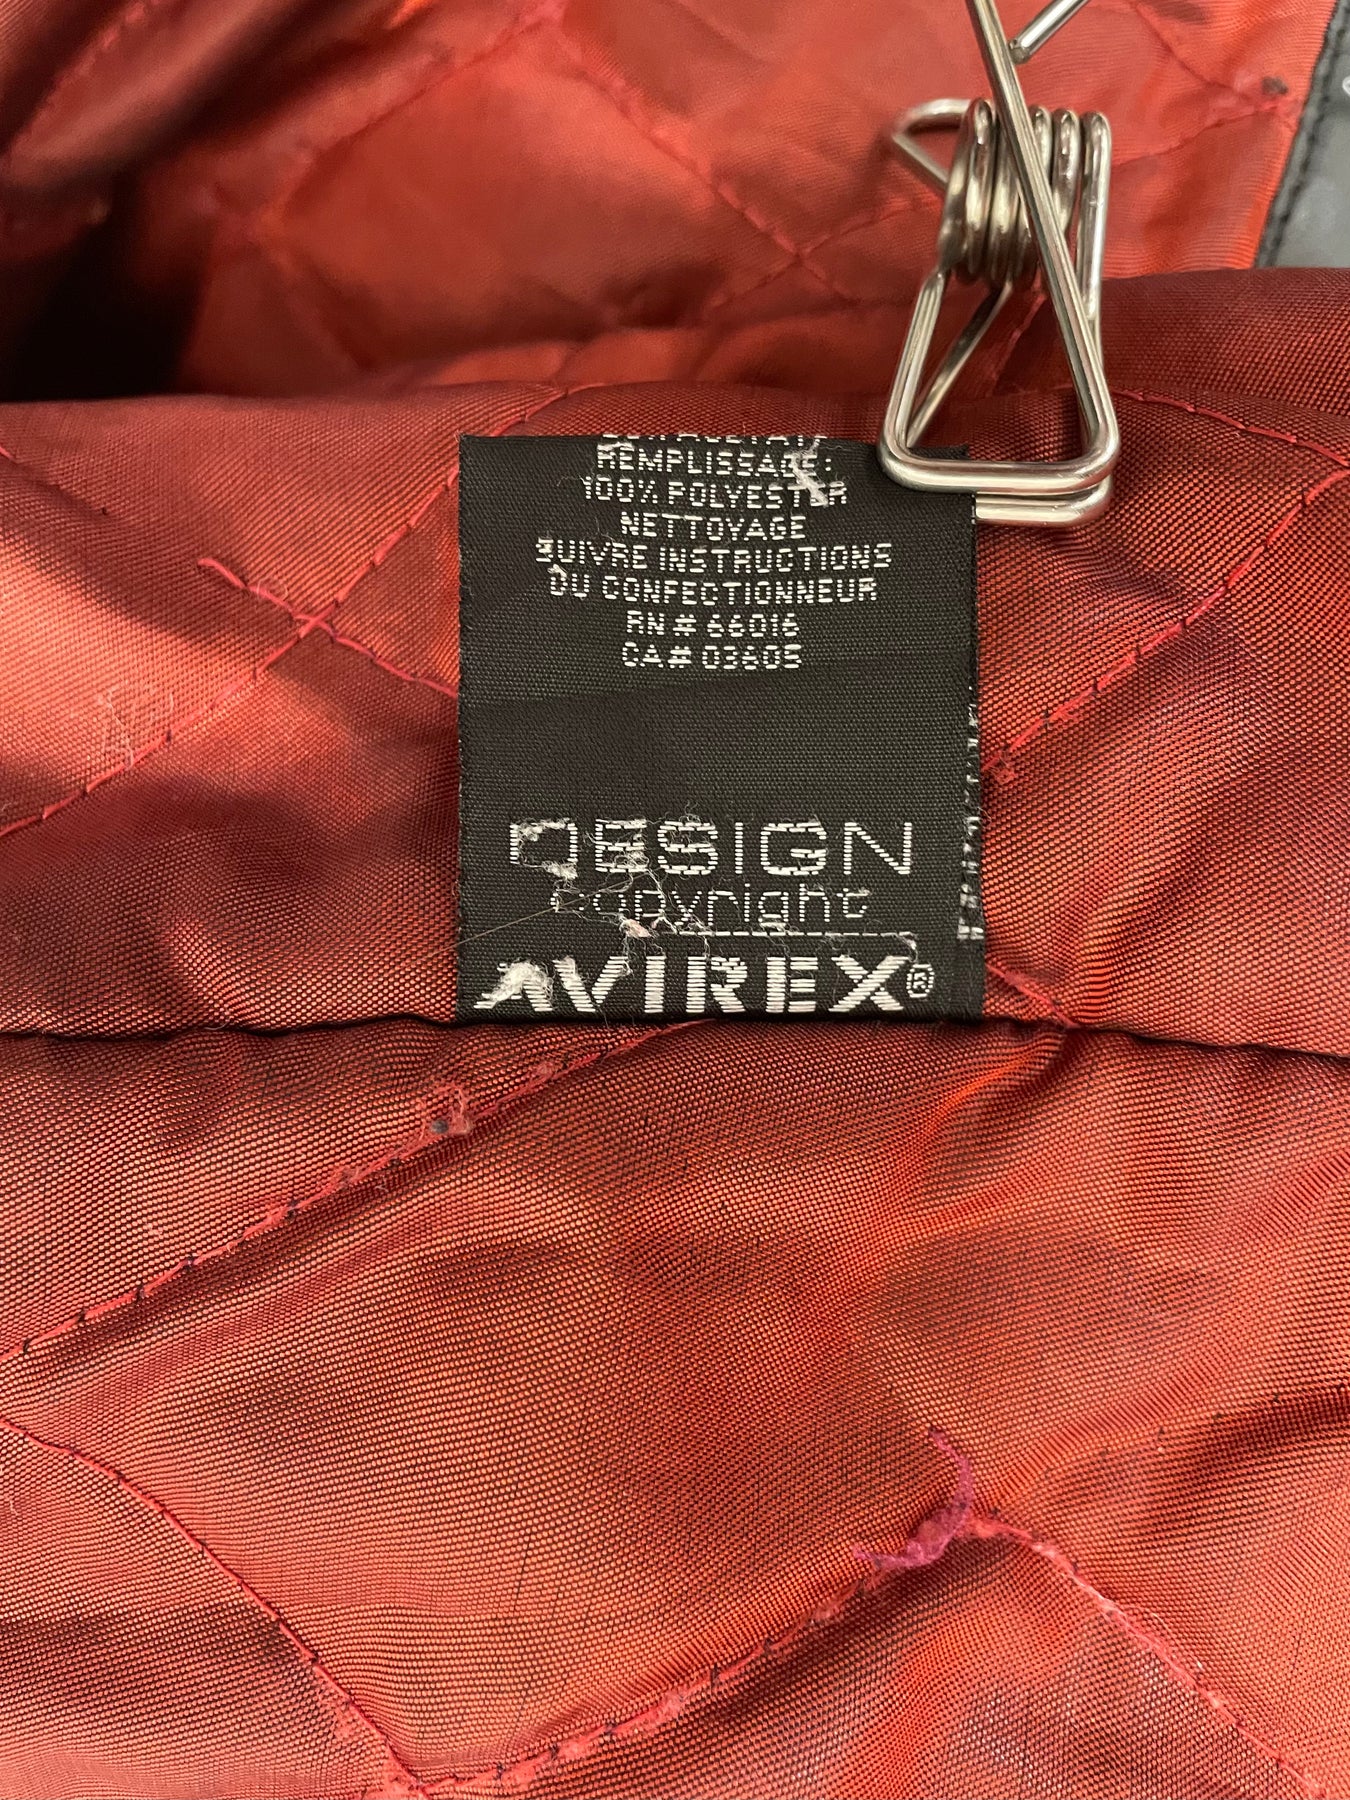 REMPLISSAGE:
100% POLYESTER
NETTOYAGE
SUIVRE INSTRUCTIONS
DU CONFECTIONNEUR
RN # 66016
CA# 03605
DESIGN
copyright
AVIREX®